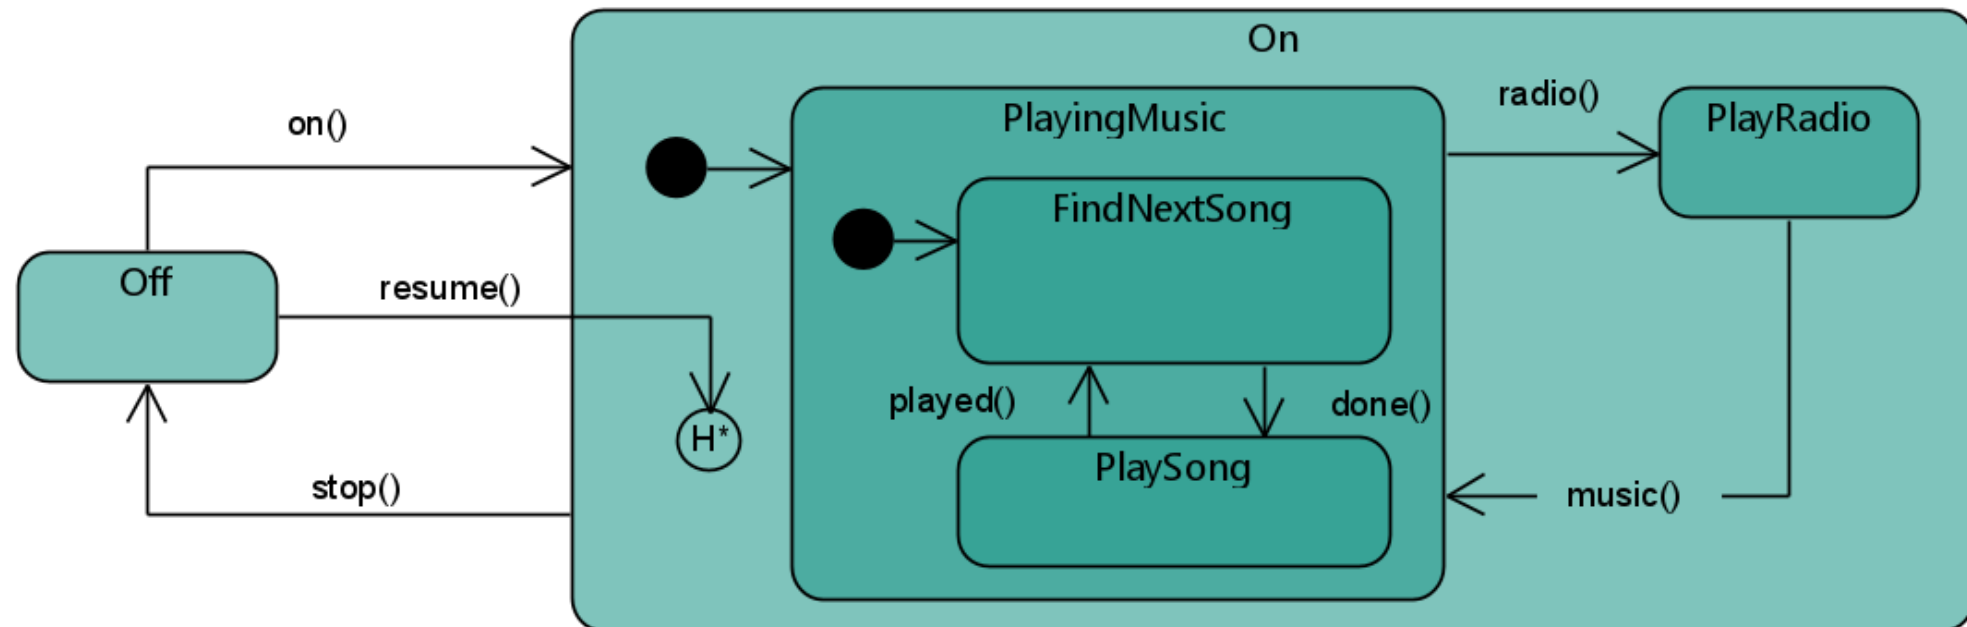 On
on()
PlayingMusic
radio()
PlayRadio
FindNextSong
Off
resume()
played()
done()
H*
PlaySong
stop()
music()